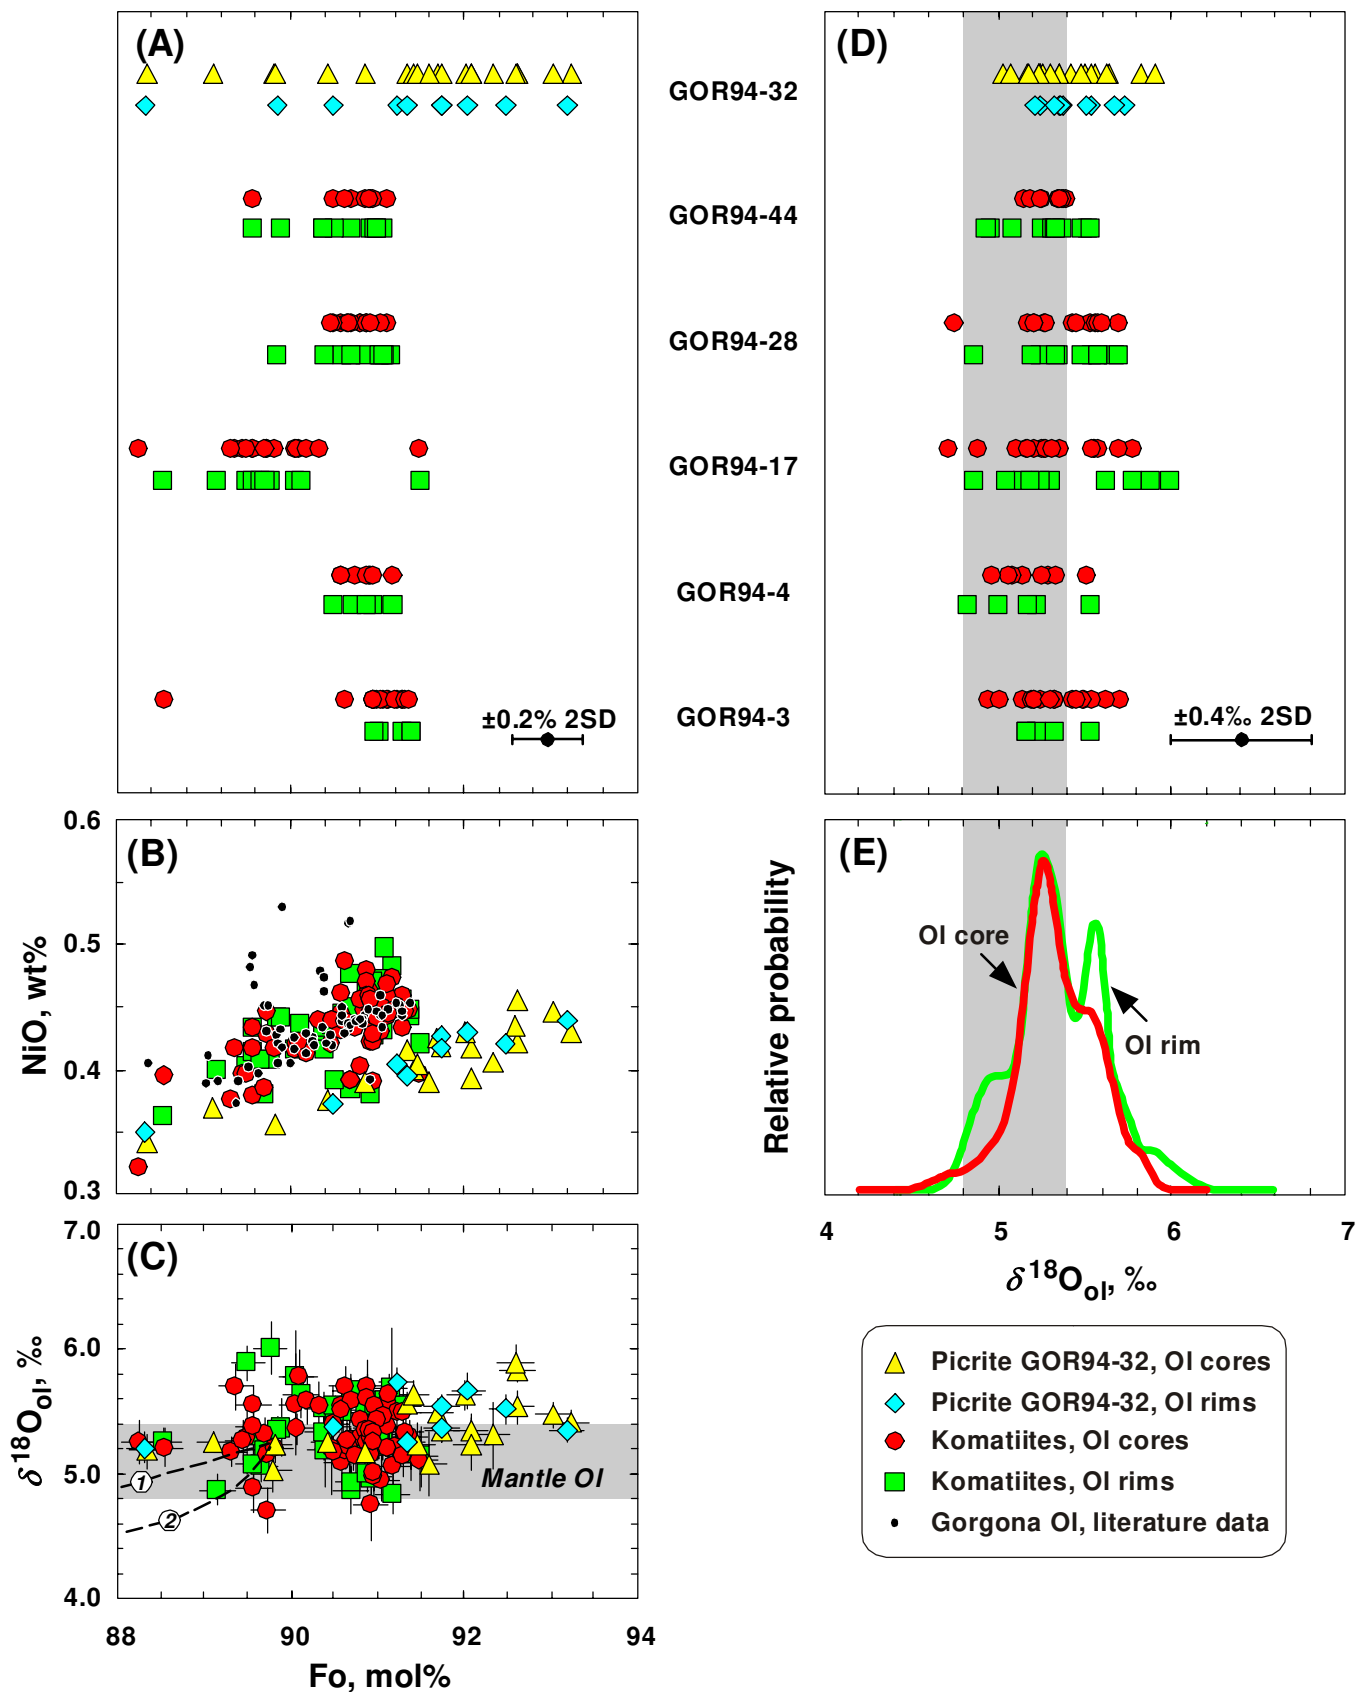 (A)
(D)
GOR94-32
GOR94-44
GOR94-28
GOR94-17
GOR94-4
GOR94-3
±0.2% 2SD
±0.4‰ 2SD
(B)
NiO, wt%
0.6
0.5
0.4
0.3
(E)
Relative probability
Ol core
Ol rim
4
5
6
7
δ18Ool, ‰
(C)
δ18Ool, ‰
7.0
6.0
5.0
4.0
Mantle Ol
1
2
88
90
92
94
Fo, mol%
Picrite GOR94-32, Ol cores
Picrite GOR94-32, Ol rims
Komatiites, Ol cores
Komatiites, Ol rims
Gorgona Ol, literature data